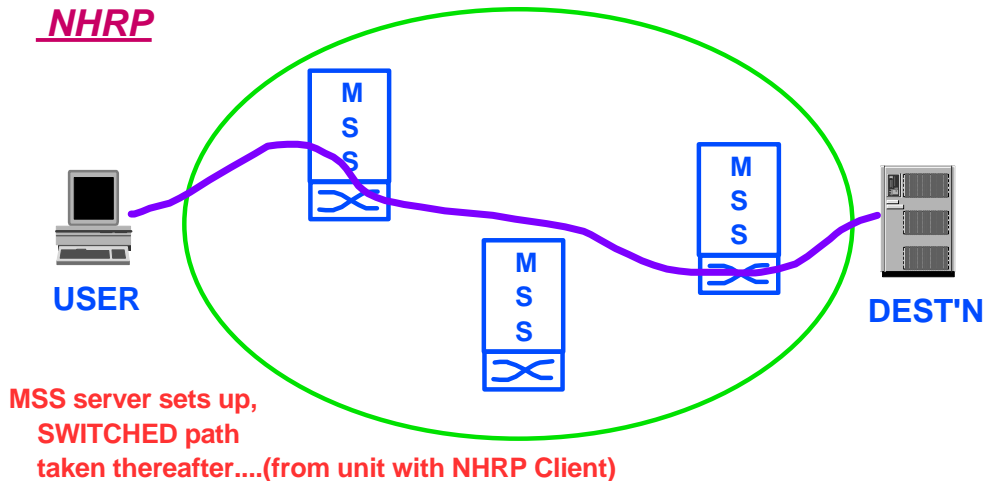 NHRP
M
S
S
M
S
S
M
S
S
USER
DEST'N
MSS server sets up,
SWITCHED path
taken thereafter....(from unit with NHRP Client)